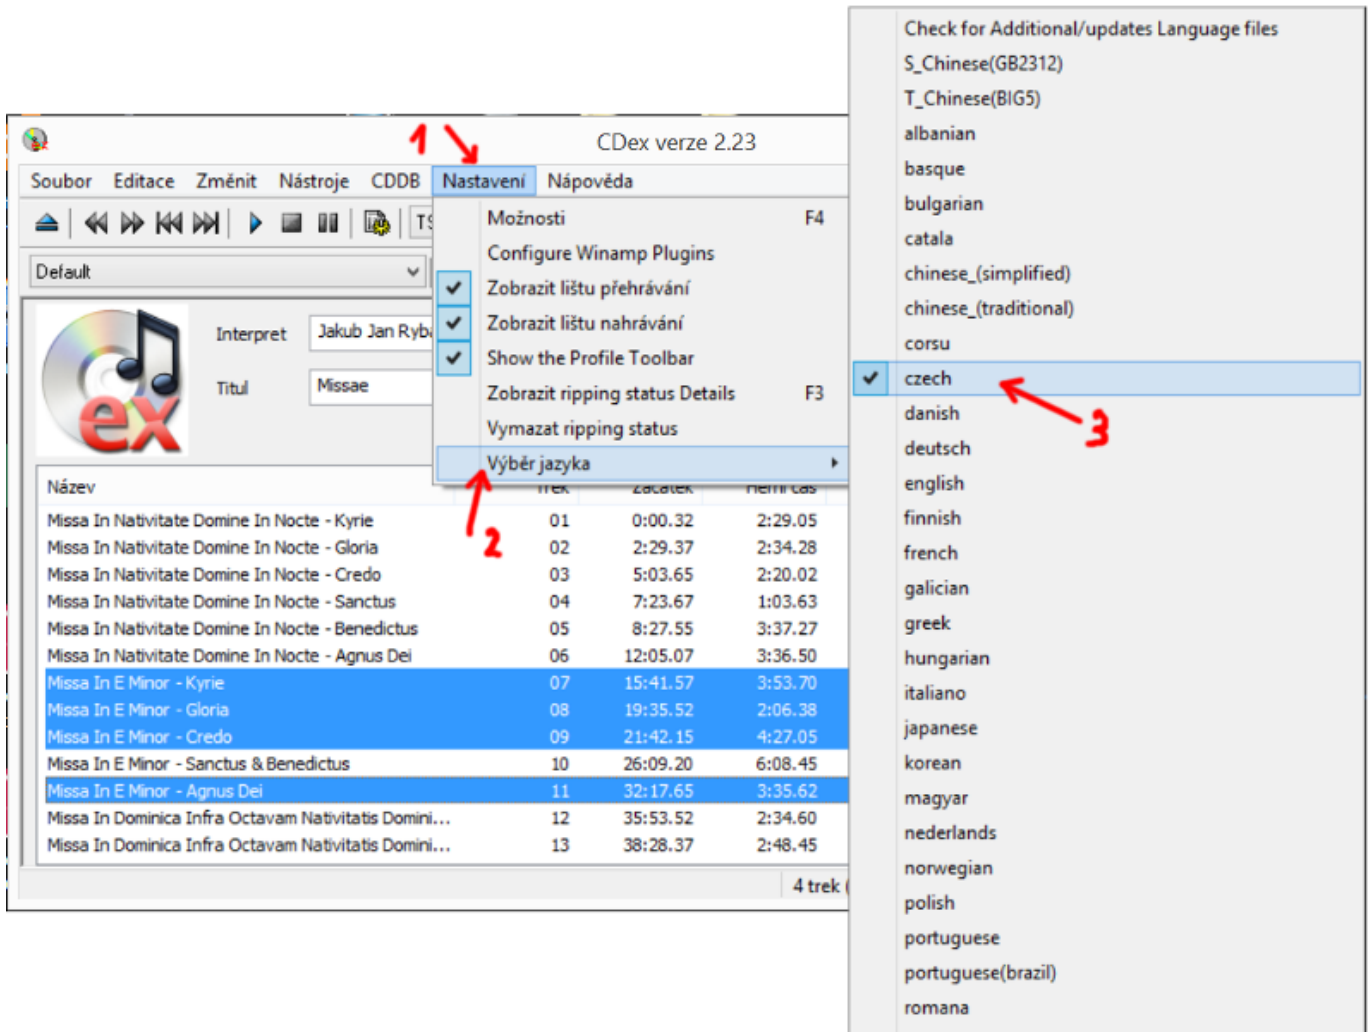 CDex verze 2.23
1
Soubor Editace Změnit Nástroje CDDB Nastavení Nápověda
Default
Interpret Jakub Jan
Titul Missae
ex
Možnosti F4
Configure Winamp Plugins
Zobrazit lištu přehrávání
Zobrazit lištu nahrávání
Show the Profile Toolbar
Zobrazit ripping status Details F3
Vymazat ripping status
Výběr jazyka
2
Název
Missa In Nativitate Domine In Nocte - Kyrie 01 0:00.32 2:29.05
Missa In Nativitate Domine In Nocte - Gloria 02 2:29.37 2:34.28
Missa In Nativitate Domine In Nocte - Credo 03 5:03.65 2:20.02
Missa In Nativitate Domine In Nocte - Sanctus 04 7:23.67 1:03.63
Missa In Nativitate Domine In Nocte - Benedictus 05 8:27.55 3:37.27
Missa In Nativitate Domine In Nocte - Agnus Dei 06 12:05.07 3:36.50
Missa In E Minor - Kyrie 07 15:41.57 3:53.70
Missa In E Minor - Gloria 08 19:35.52 2:06.38
Missa In E Minor - Credo 09 21:42.15 4:27.05
Missa In E Minor - Sanctus & Benedictus 10 26:09.20 6:08.45
Missa In E Minor - Agnus Dei 11 32:17.65 3:35.62
Missa In Dominica Infra Octavam Nativitatis Domini... 12 35:53.52 2:34.60
Missa In Dominica Infra Octavam Nativitatis Domini... 13 38:28.37 2:48.45
4 trek (
Check for Additional/updates Language files
S_Chinese(GB2312)
T_Chinese(BIG5)
albanian
basque
bulgarian
catala
chinese_(simplified)
chinese_(traditional)
corsu
czech
3
danish
deutsch
english
finnish
french
galician
greek
hungarian
italiano
japanese
korean
magyar
nederlands
norwegian
polish
portuguese
portuguese(brazil)
romana